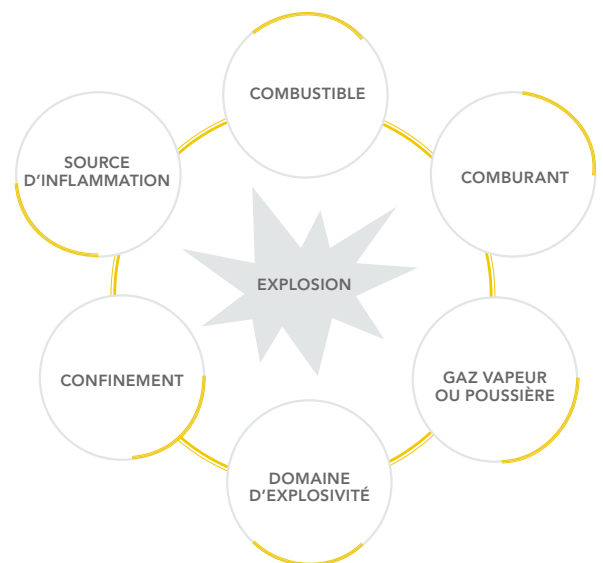 COMBUSTIBLE
COMBURANT
GAZ VAPEUR
OU POUSSIÈRE
DOMAINE
D'EXPLOSIVITÉ
CONFINEMENT
SOURCE
D'INFLAMMATION
EXPLOSION